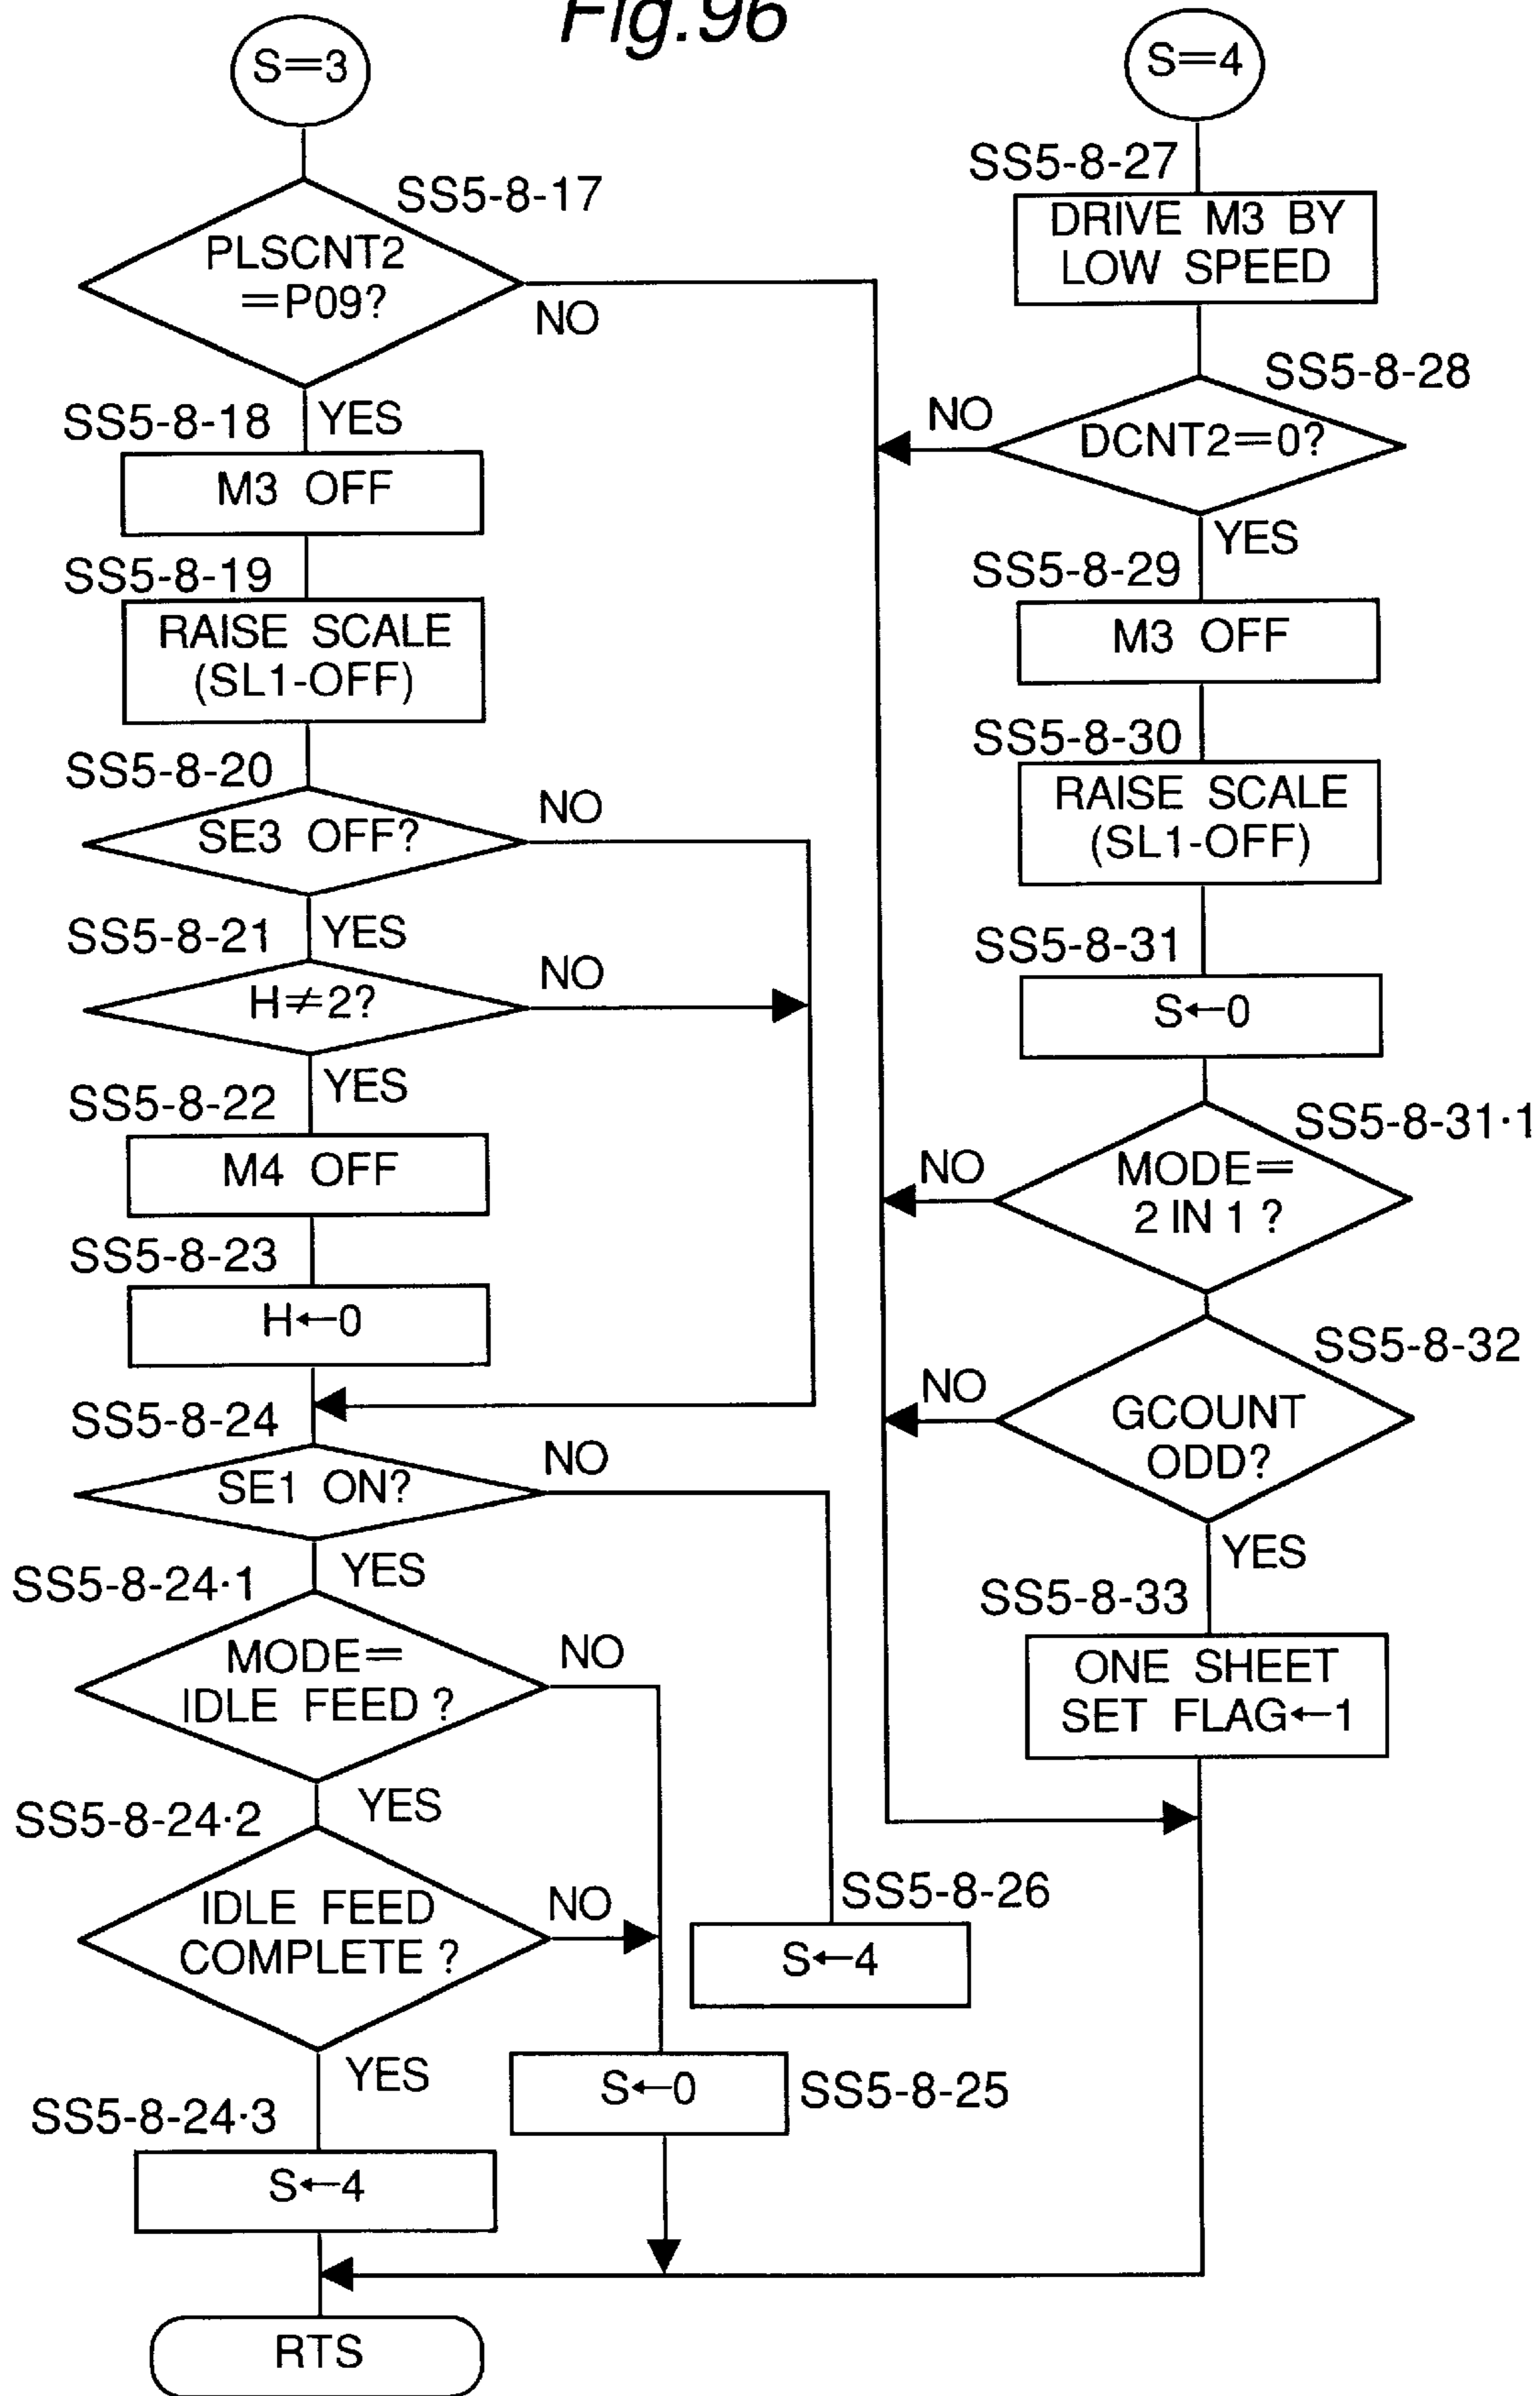 Fig.96
S=3
SS5-8-17
PLSCNT2
=P09?
NO
YES
SS5-8-18
M3 OFF
SS5-8-19
RAISE SCALE
(SL1-OFF)
SS5-8-20
SE3 OFF?
NO
YES
SS5-8-21
H≠2?
NO
YES
SS5-8-22
M4 OFF
SS5-8-23
H←0
SS5-8-24
SE1 ON?
NO
YES
SS5-8-24·1
MODE=
IDLE FEED ?
NO
YES
SS5-8-24·2
IDLE FEED
COMPLETE ?
NO
YES
SS5-8-24·3
S←4
SS5-8-25
S←0
SS5-8-26
S←4
RTS
S=4
SS5-8-27
DRIVE M3 BY
LOW SPEED
SS5-8-28
DCNT2=0?
NO
YES
SS5-8-29
M3 OFF
SS5-8-30
RAISE SCALE
(SL1-OFF)
SS5-8-31
S←0
SS5-8-31·1
MODE=
2 IN 1 ?
NO
SS5-8-32
GCOUNT
ODD?
NO
YES
SS5-8-33
ONE SHEET
SET FLAG←1